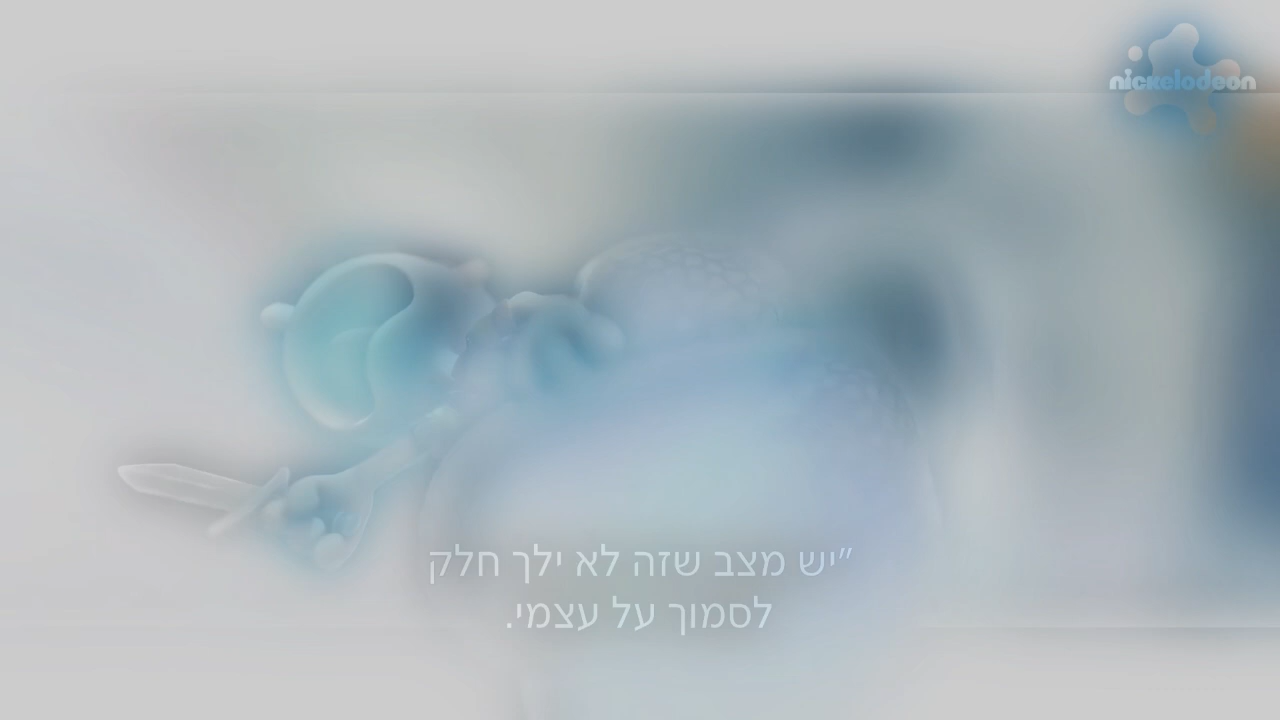 nickelodeon
"יש מצב שזה לא ילך חלק
לסמוך על עצמי.